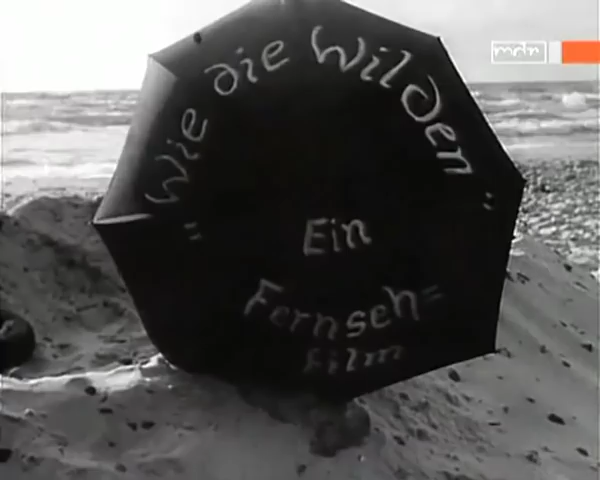 mdr
"Wie die Wilden"
Ein
Fernseh=
film